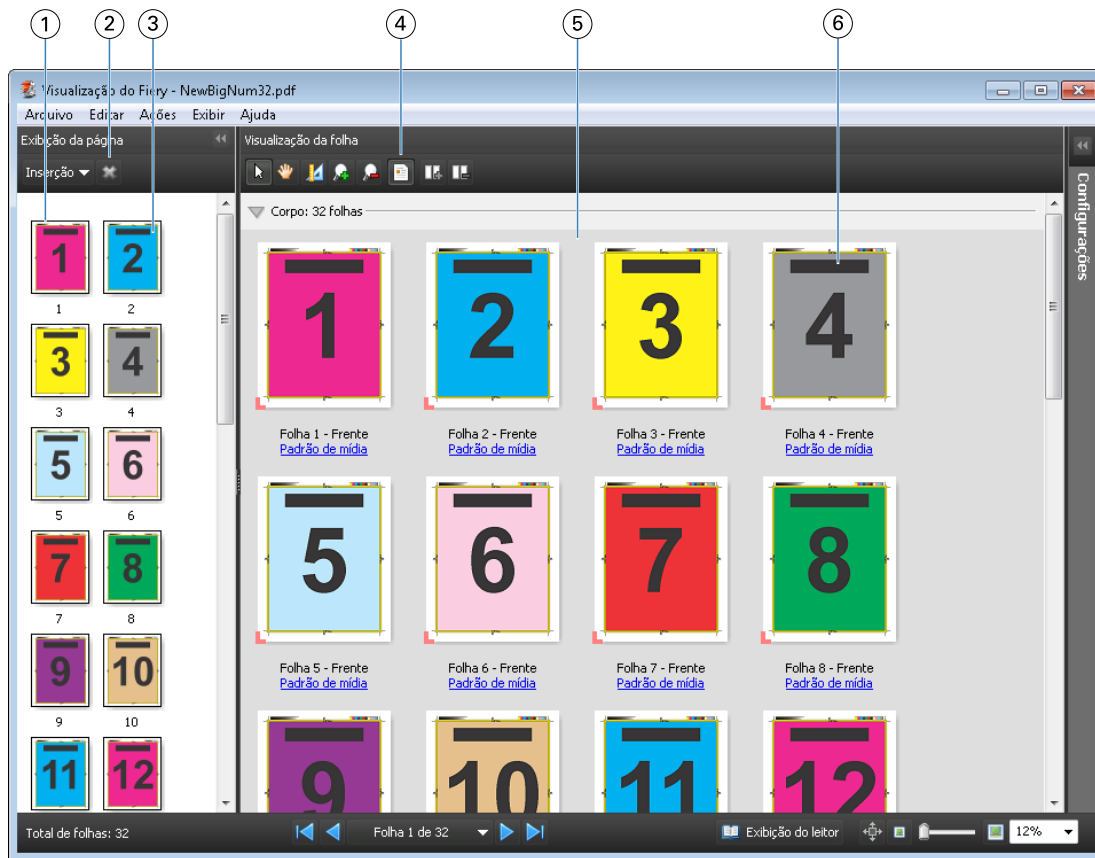 1 2 3 4 5 6
Visualização do Fiery - NewBigNum32.pdf
Arquivo Editar Ações Exibir Ajuda
Exibição da página
Visualização da folha
Inserção
Configurações
1 2
1 2
3 4
3 4
5 6
5 6
7 8
7 8
9 10
9 10
11 12
Corpo: 32 folhas
1 2 3 4
Folha 1 - Frente Folha 2 - Frente Folha 3 - Frente Folha 4 - Frente
Padrão de mídia Padrão de mídia Padrão de mídia Padrão de mídia
5 6 7 8
Folha 5 - Frente Folha 6 - Frente Folha 7 - Frente Folha 8 - Frente
Padrão de mídia Padrão de mídia Padrão de mídia Padrão de mídia
9 10 11 12
Total de folhas: 32 Folha 1 de 32 Exibição do leitor 12%